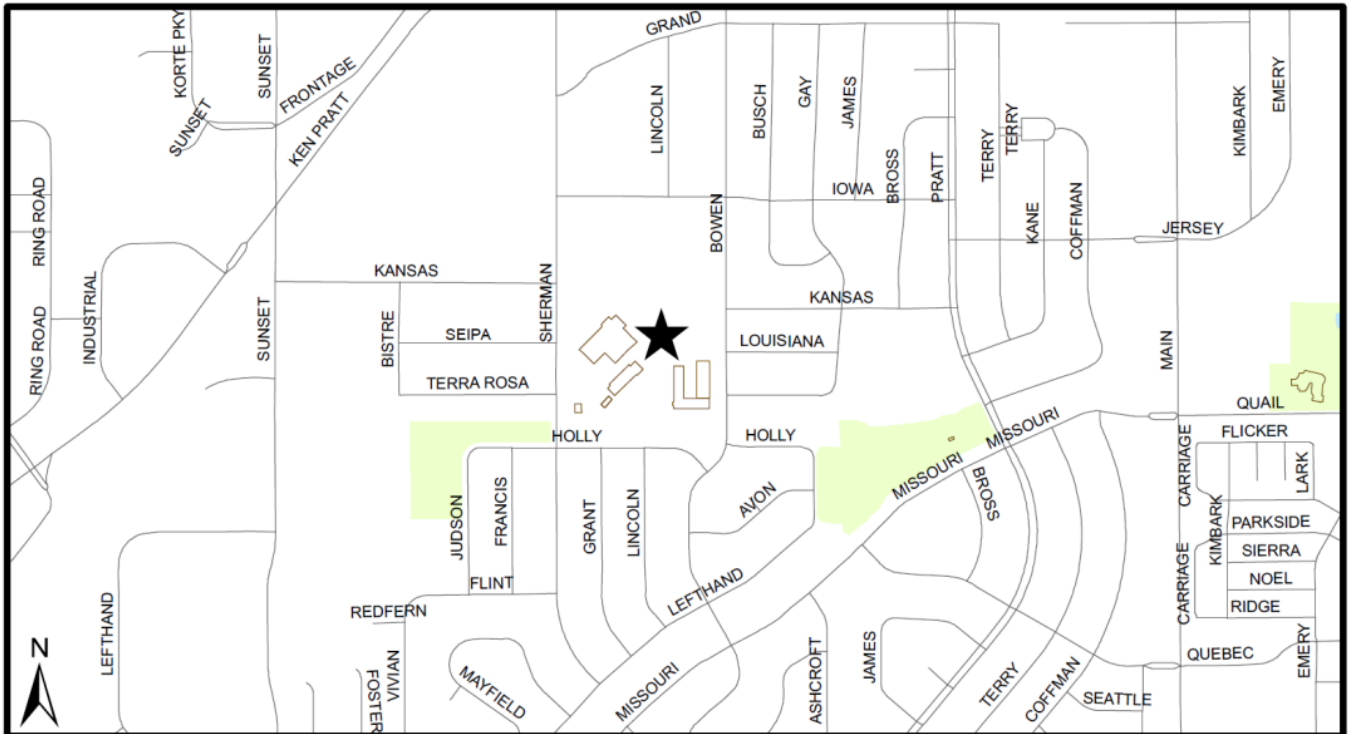 GRAND
KORTE PKY
SUNSET
FRONTAGE
KEN PRATT
SUNSET
LINCOLN
BUSCH
GAY
JAMES
BROSS
PRATT
TERRY
TERRY
KIMBARK
EMERY
IOWA
RING ROAD
BOWEN
KANE
COFFMAN
JERSEY
KANSAS
SHERMAN
KANSAS
INDUSTRIAL
RING ROAD
SUNSET
BISTRE
SEIPA
LOUISIANA
MAIN
TERRA ROSA
QUAIL
HOLLY
HOLLY
MISSOURI
MISSOURI
FLICKER
CARRIAGE
LARK
JUDSON
FRANCIS
GRANT
LINCOLN
AVON
BROSS
PARKSIDE
KIMBARK
SIERRA
CARRIAGE
NOEL
FLINT
LEFTHAND
RIDGE
REDFERN
LEFTHAND
N
VIVIAN
FOSTER
MAYFIELD
MISSOURI
ASHCROFT
JAMES
TERRY
COFFMAN
QUEBEC
EMERY
SEATTLE